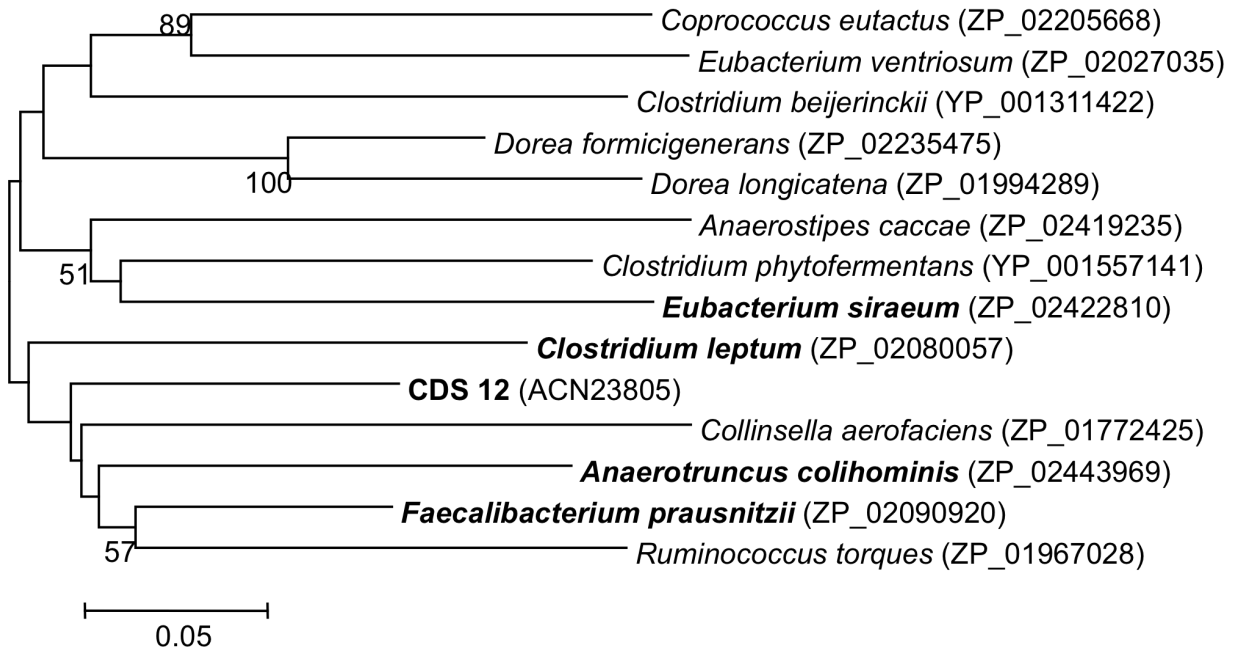 89
Coprococcus eutactus (ZP_02205668)
Eubacterium ventriosum (ZP_02027035)
Clostridium beijerinckii (YP_001311422)
Dorea formicigenerans (ZP_02235475)
100
Dorea longicatena (ZP_01994289)
Anaerostipes caccae (ZP_02419235)
51
Clostridium phytofermentans (YP_001557141)
Eubacterium siraeum (ZP_02422810)
Clostridium leptum (ZP_02080057)
CDS 12 (ACN23805)
Collinsella aerofaciens (ZP_01772425)
Anaerotruncus colihominis (ZP_02443969)
Faecalibacterium prausnitzii (ZP_02090920)
57
Ruminococcus torques (ZP_01967028)
0.05